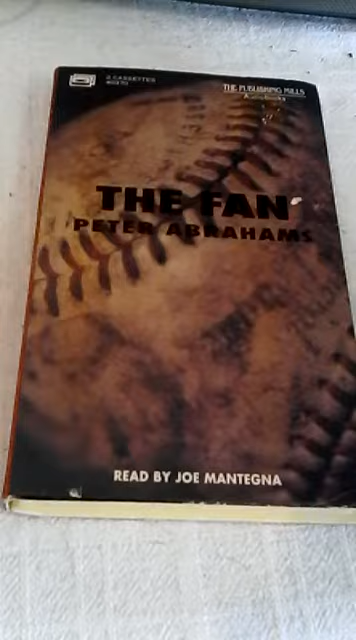 2 CASSETTES
THE PUBLISHING MILLS
AudioBooks
THE FAN
PETER ABRAHAMS
READ BY JOE MANTEGNA